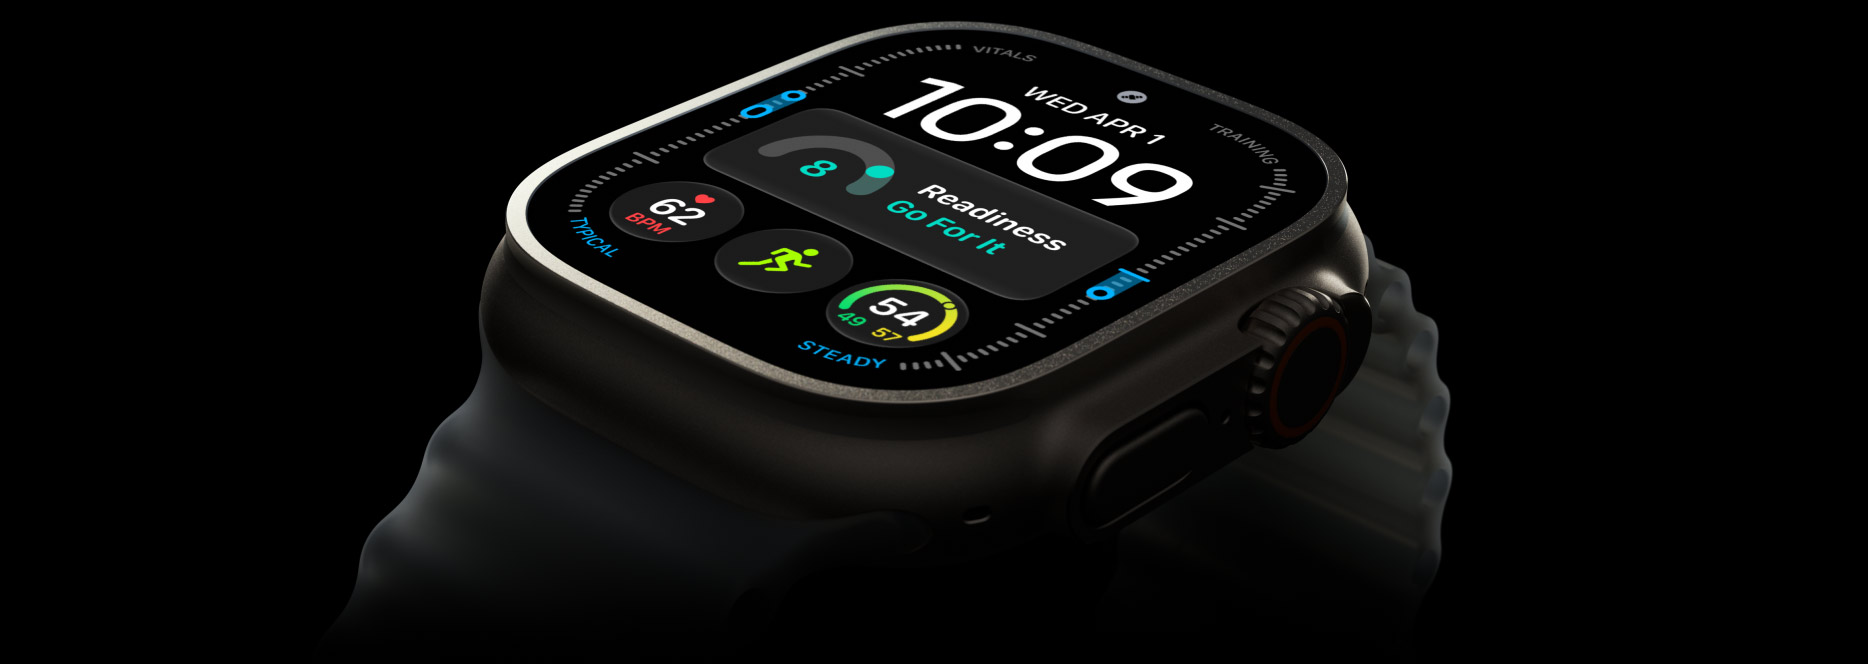 VITALS
WED APR 1
TRAINING
10:09
8
Readiness
Go For It
62
BPM
TYPICAL
54
49 57
STEADY